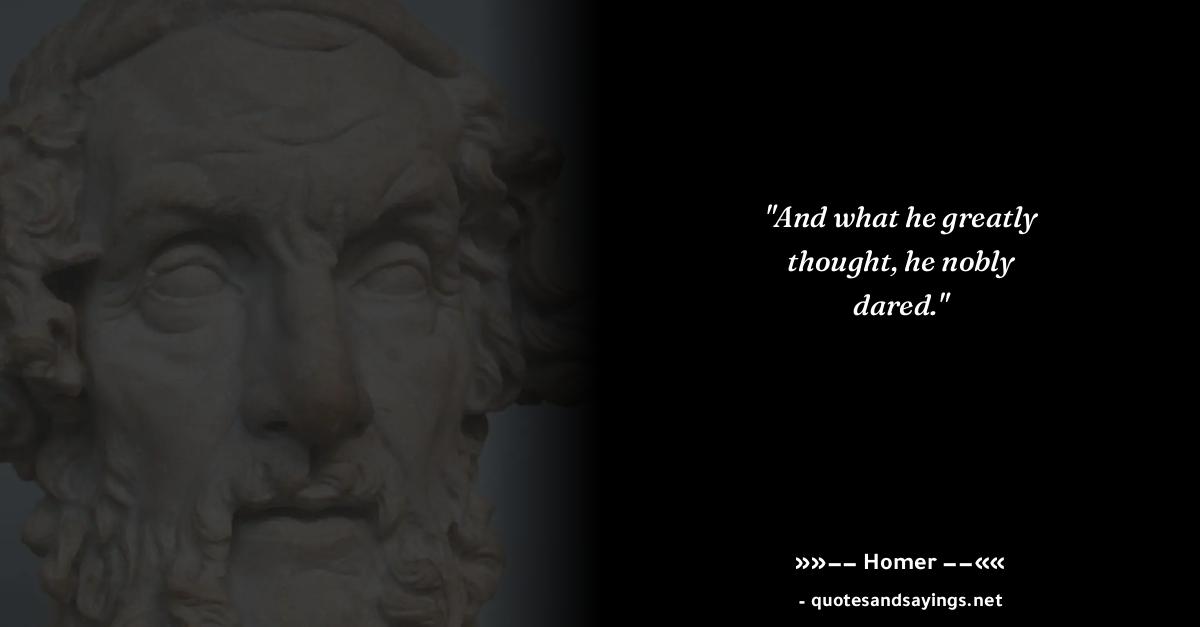 "And what he greatly
thought, he nobly
dared."
»»−− Homer −−««
- quotesandsayings.net